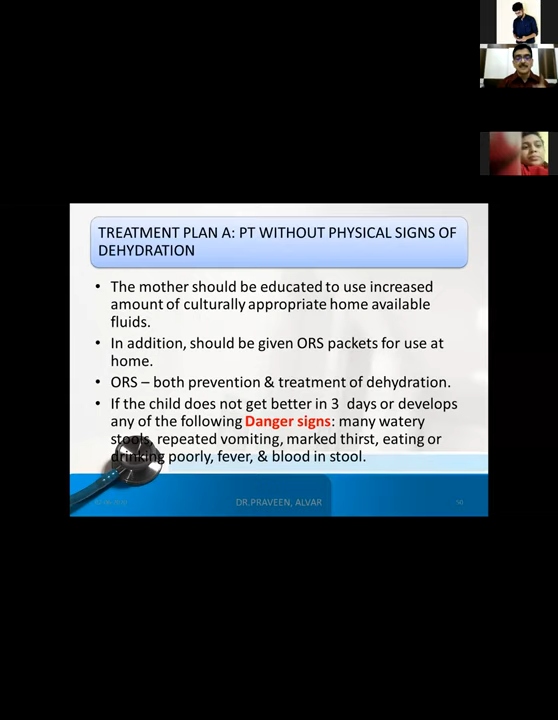 TREATMENT PLAN A: PT WITHOUT PHYSICAL SIGNS OF
DEHYDRATION
• The mother should be educated to use increased
amount of culturally appropriate home available
fluids.
• In addition, should be given ORS packets for use at
home.
• ORS – both prevention & treatment of dehydration.
• If the child does not get better in 3 days or develops
any of the following Danger signs: many watery
stools, repeated vomiting, marked thirst, eating or
drinking poorly, fever, & blood in stool.
DR.PRAVEEN, ALVAR
50